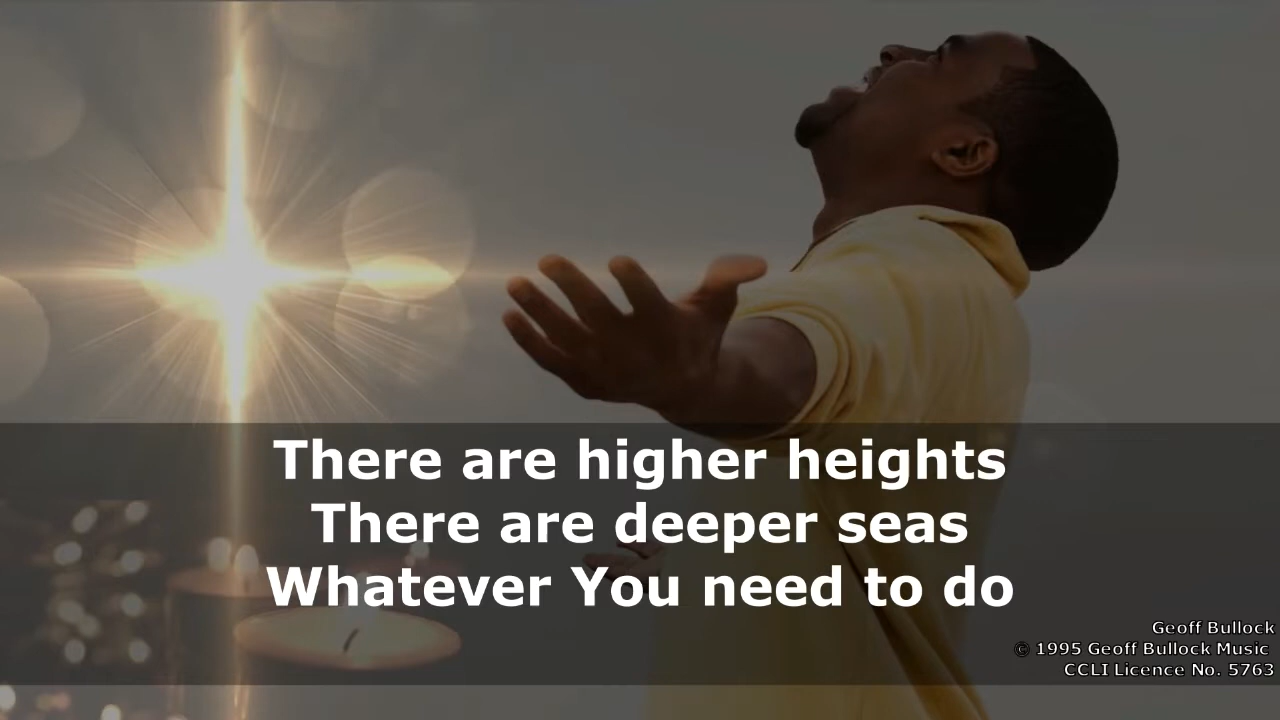 There are higher heights
There are deeper seas
Whatever You need to do
Geoff Bullock
© 1995 Geoff Bullock Music
CCLI Licence No. 5763